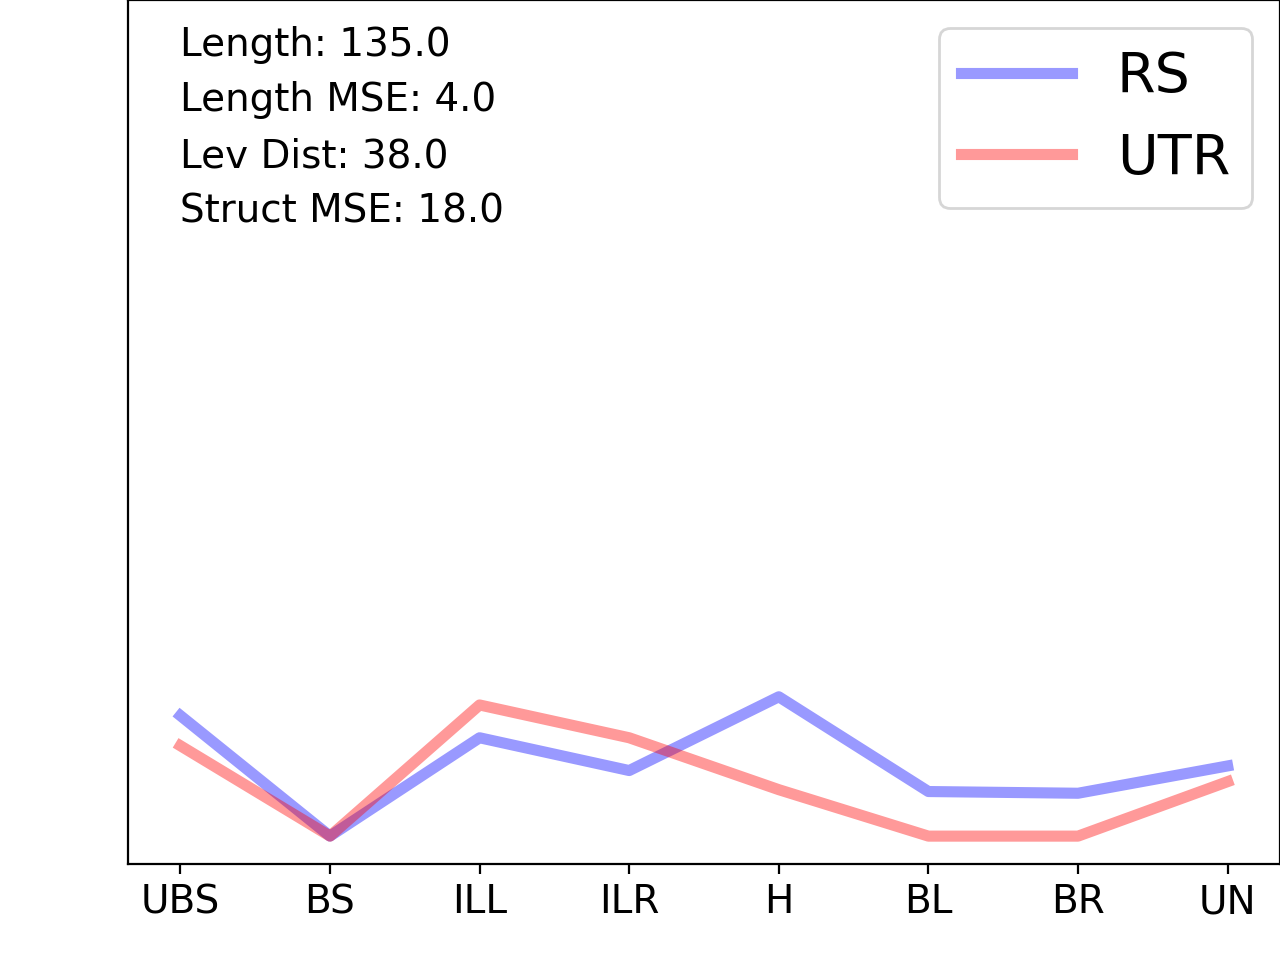 Length: 135.0
Length MSE: 4.0
Lev Dist: 38.0
Struct MSE: 18.0
RS
UTR
UBS BS ILL ILR H BL BR UN